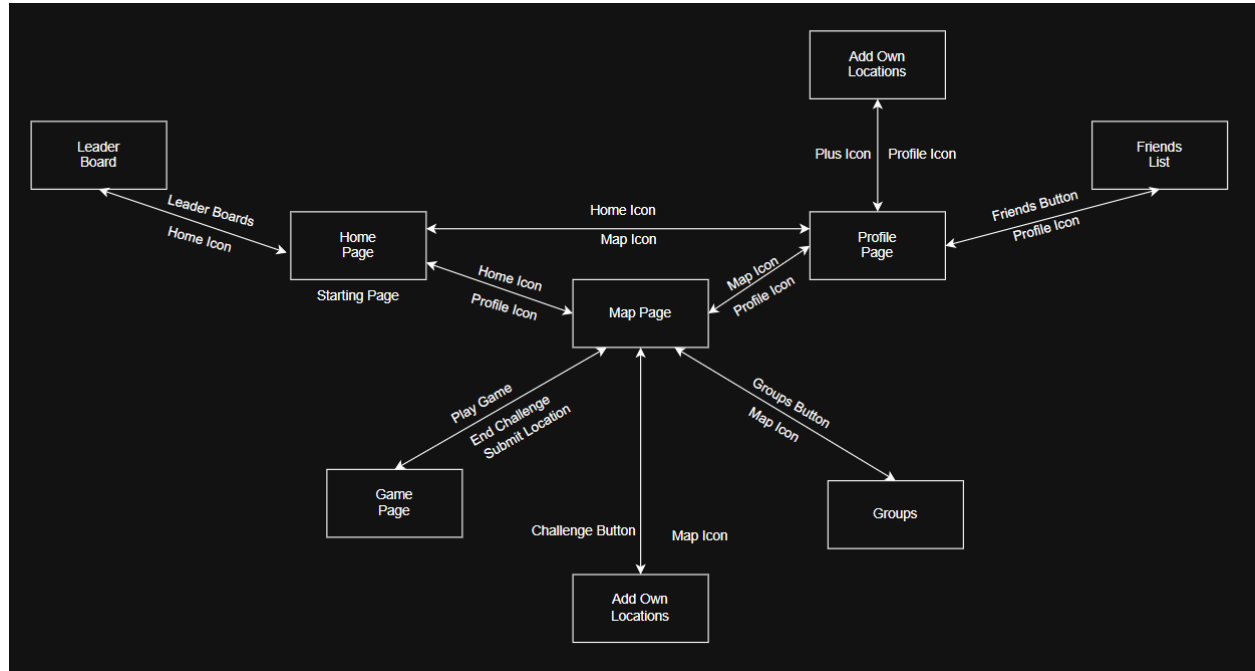 Add Own
Locations
Leader
Board
Friends
List
Plus Icon
Profile Icon
Leader Boards
Home Icon
Home
Page
Starting Page
Home Icon
Map Icon
Profile
Page
Friends Button
Profile Icon
Home Icon
Profile Icon
Map Page
Map Icon
Profile Icon
Play Game
End Challenge
Submit Location
Groups Button
Map Icon
Game
Page
Challenge Button
Map Icon
Groups
Add Own
Locations